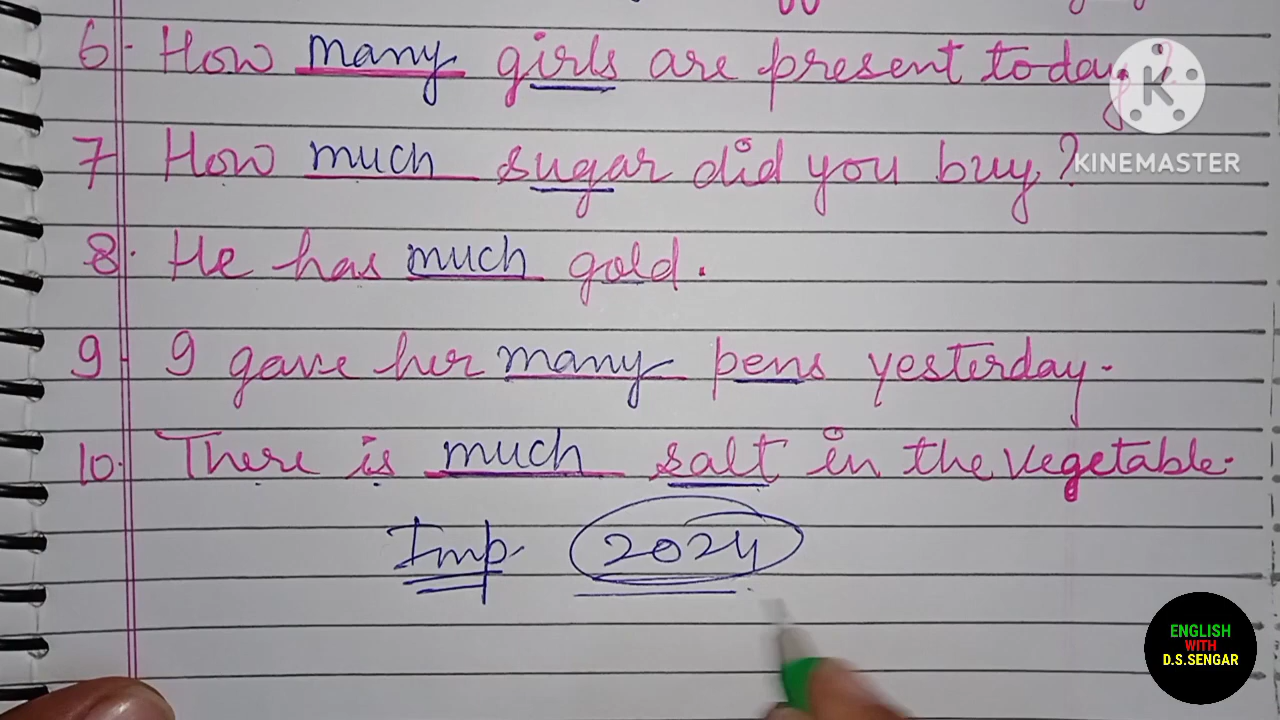 6. How many girls are present today?
7 How much sugar did you buy?
KINEMASTER
8. He has much gold.
9 I gave her many pens yesterday.
10. There is much salt in the vegetable.
Imp. 2024
ENGLISH
WITH
D.S.SENGAR